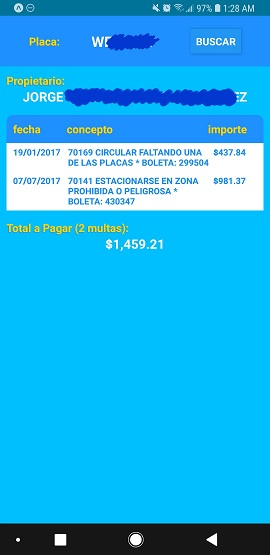 97% 1:28 AM
Placa: WE BUSCAR
Propietario:
JORGE EZ
fecha concepto importe
19/01/2017 70169 CIRCULAR FALTANDO UNA $437.84
DE LAS PLACAS * BOLETA: 299504
07/07/2017 70141 ESTACIONARSE EN ZONA $981.37
PROHIBIDA O PELIGROSA *
BOLETA: 430347
Total a Pagar (2 multas):
$1,459.21